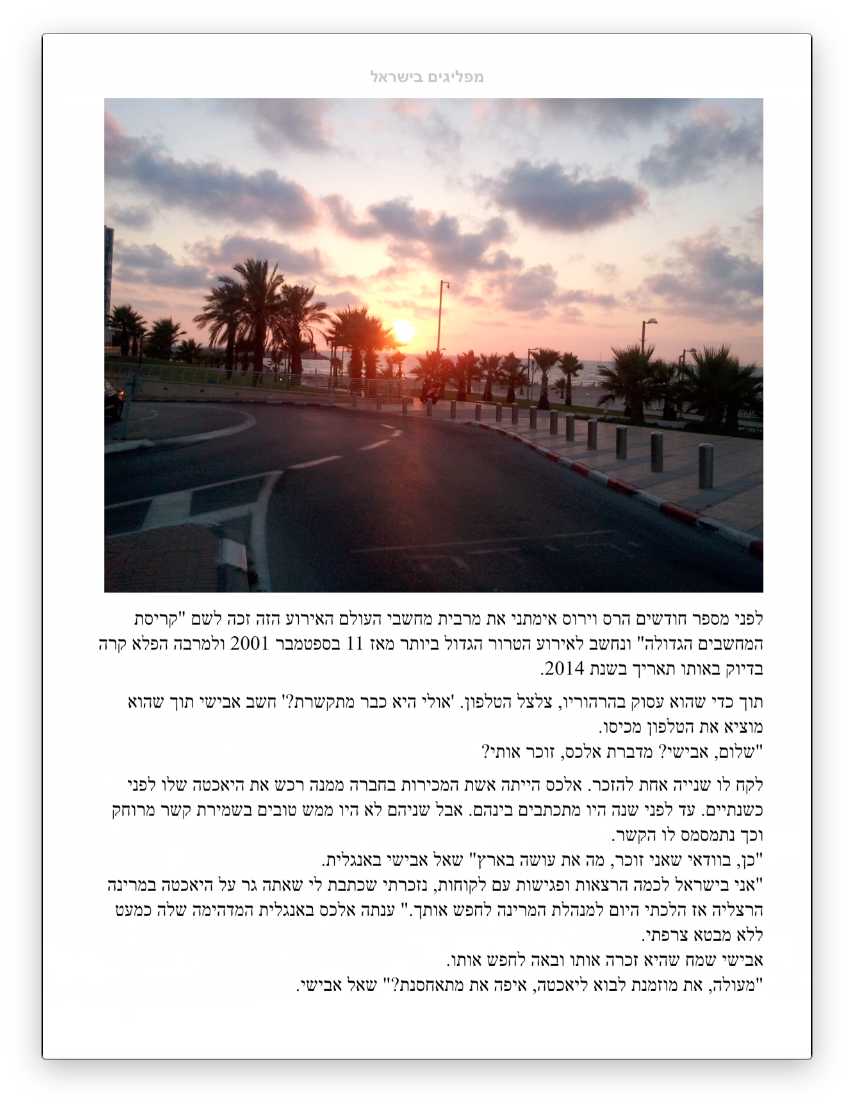 מפליגים בישראל
לפני מספר חודשים הרס וירוס אימתני את מרבית מחשבי העולם האירוע הזה זכה לשם "קריסת
המחשבים הגדולה" ונחשב לאירוע הטרור הגדול ביותר מאז 11 בספטמבר 2001 ולמרבה הפלא קרה
בדיוק באותו תאריך בשנת 2014.
תוך כדי שהוא עסוק בהרהוריו, צלצל הטלפון. 'אולי היא כבר מתקשרת?' חשב אבישי תוך שהוא
מוציא את הטלפון מכיסו.
"שלום, אבישי? מדברת אלכס, זוכר אותי?
לקח לו שנייה אחת להזכר. אלכס הייתה אשת המכירות בחברה ממנה רכש את היאכטה שלו לפני
כשנתיים. עד לפני שנה היו מתכתבים בינהם. אבל שניהם לא היו ממש טובים בשמירת קשר מרוחק
וכך נתמסמס לו הקשר.
"כן, בוודאי שאני זוכר, מה את עושה בארץ" שאל אבישי באנגלית.
"אני בישראל לכמה הרצאות ופגישות עם לקוחות, נזכרתי שכתבת לי שאתה גר על היאכטה במרינה
הרצליה אז הלכתי היום למנהלת המרינה לחפש אותך." ענתה אלכס באנגלית המדהימה שלה כמעט
ללא מבטא צרפתי.
אבישי שמח שהיא זכרה אותו ובאה לחפש אותו.
"מעולה, את מוזמנת לבוא ליאכטה, איפה את מתאחסנת?" שאל אבישי.